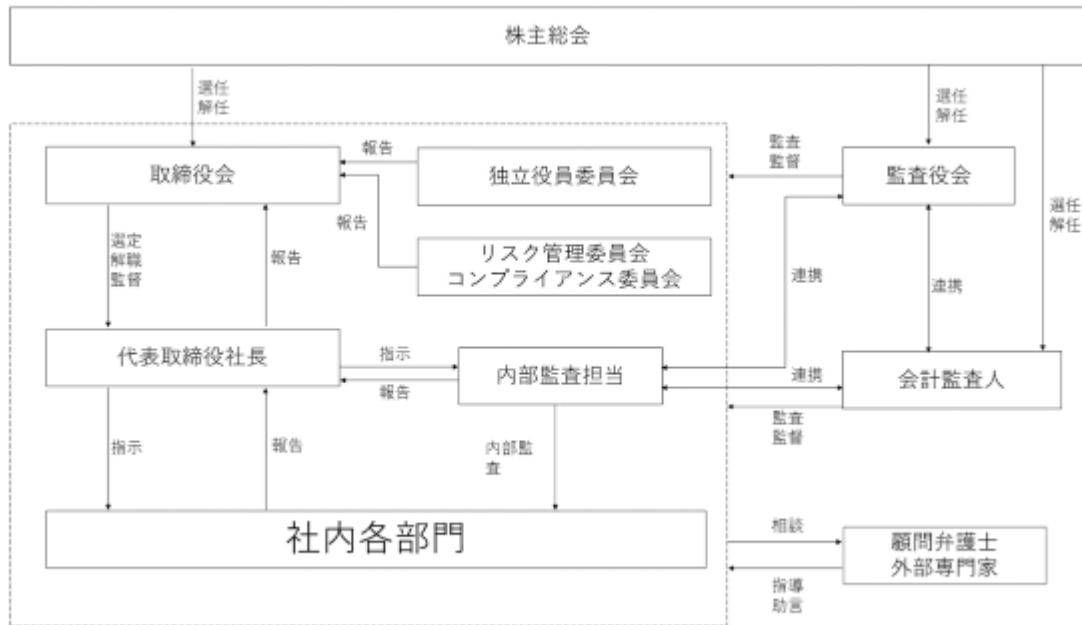 株主総会
選任
解任
選任
解任
選任
解任
取締役会
報告
独立役員委員会
監査
監督
監査役会
報告
リスク管理委員会
コンプライアンス委員会
選定
解職
監督
報告
連携
連携
代表取締役社長
指示
報告
内部監査担当
連携
会計監査人
監査
監督
指示
報告
内部監
査
社内各部門
相談
顧問弁護士
外部専門家
指導
助言